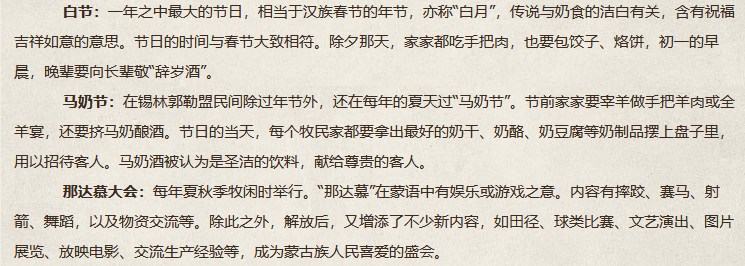 白节：一年之中最大的节日，相当于汉族春节的年节，亦称“白月”，传说与奶食的洁白有关，含有祝福
吉祥如意的意思。节日的时间与春节大致相符。除夕那天，家家都吃手把肉，也要包饺子、烙饼，初一的早
晨，晚辈要向长辈敬“辞岁酒”。
马奶节：在锡林郭勒盟民间除过年节外，还在每年的夏天过“马奶节”。节前家家要宰羊做手把羊肉或全
羊宴，还要挤马奶酿酒。节日的当天，每个牧民家都要拿出最好的奶干、奶酪、奶豆腐等奶制品摆上盘子里，
用以招待客人。马奶酒被认为是圣洁的饮料，献给尊贵的客人。
那达慕大会：每年夏秋季牧闲时举行。“那达慕”在蒙语中有娱乐或游戏之意。内容有摔跤、赛马、射
箭、舞蹈，以及物资交流等。除此之外，解放后，又增添了不少新内容，如田径、球类比赛、文艺演出、图片
展览、放映电影、交流生产经验等，成为蒙古族人民喜爱的盛会。